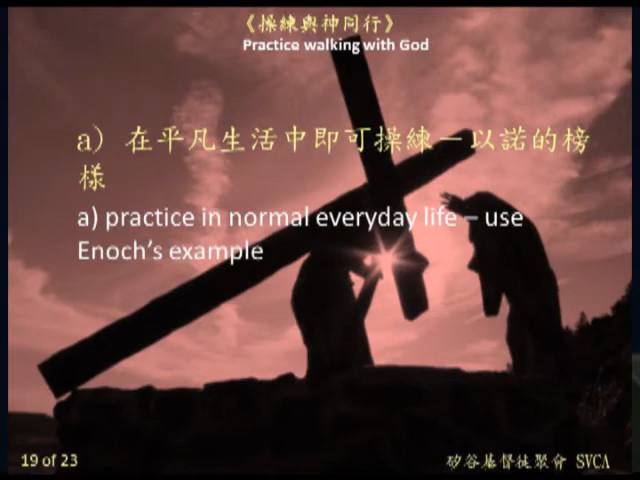 《操練與神同行》
Practice walking with God
a) 在平凡生活中即可操練－以諾的榜
樣
a) practice in normal everyday life – use
Enoch's example
19 of 23
矽谷基督徒聚會 SVCA